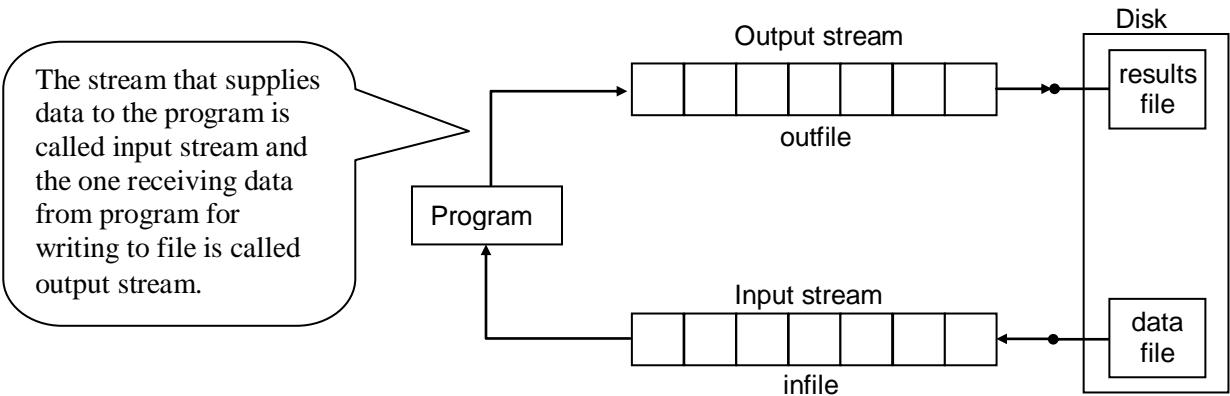 The stream that supplies
data to the program is
called input stream and
the one receiving data
from program for
writing to file is called
output stream.
Program
Output stream
outfile
Input stream
infile
Disk
results
file
data
file